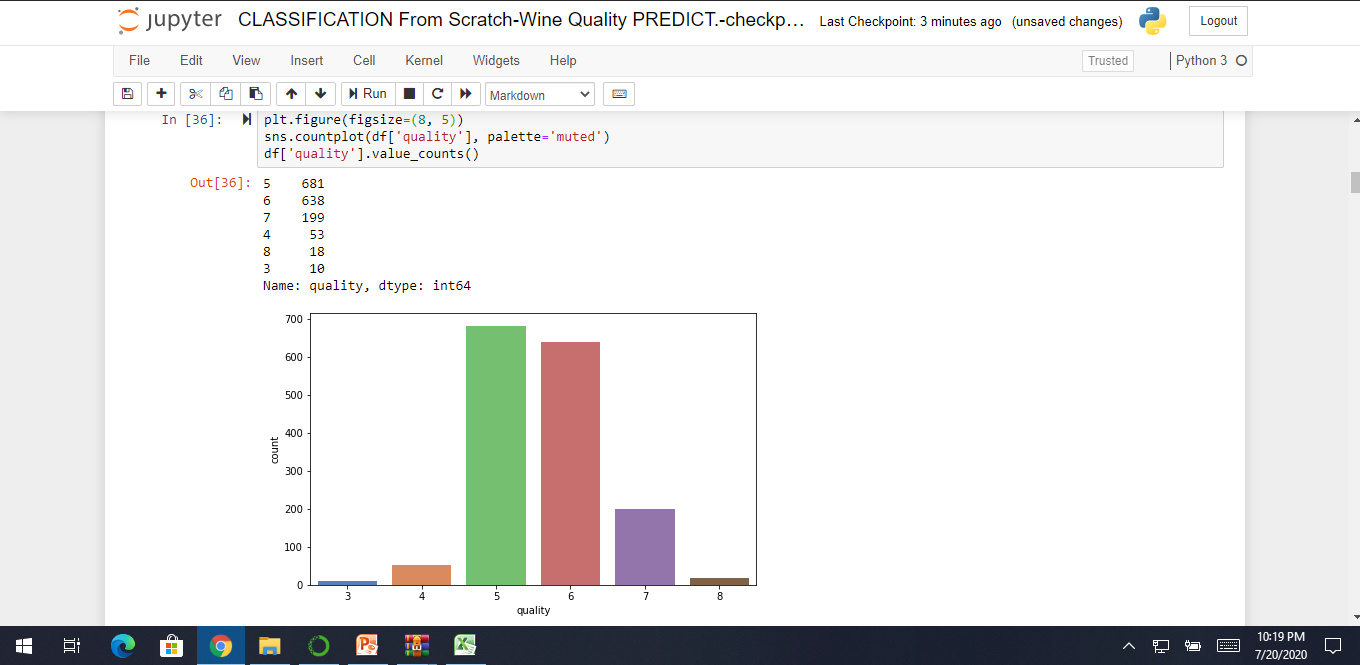 jupyter CLASSIFICATION From Scratch-Wine Quality PREDICT.-checkp... Last Checkpoint: 3 minutes ago (unsaved changes) Logout
File Edit View Insert Cell Kernel Widgets Help Trusted Python 3
Run Markdown
In [36]: plt.figure(figsize=(8, 5))
sns.countplot(df['quality'], palette='muted')
df['quality'].value_counts()
Out[36]: 5 681
6 638
7 199
4 53
8 18
3 10
Name: quality, dtype: int64
700
600
500
400
300
200
100
0
count
3 4 5 6 7 8
quality
10:19 PM
7/20/2020